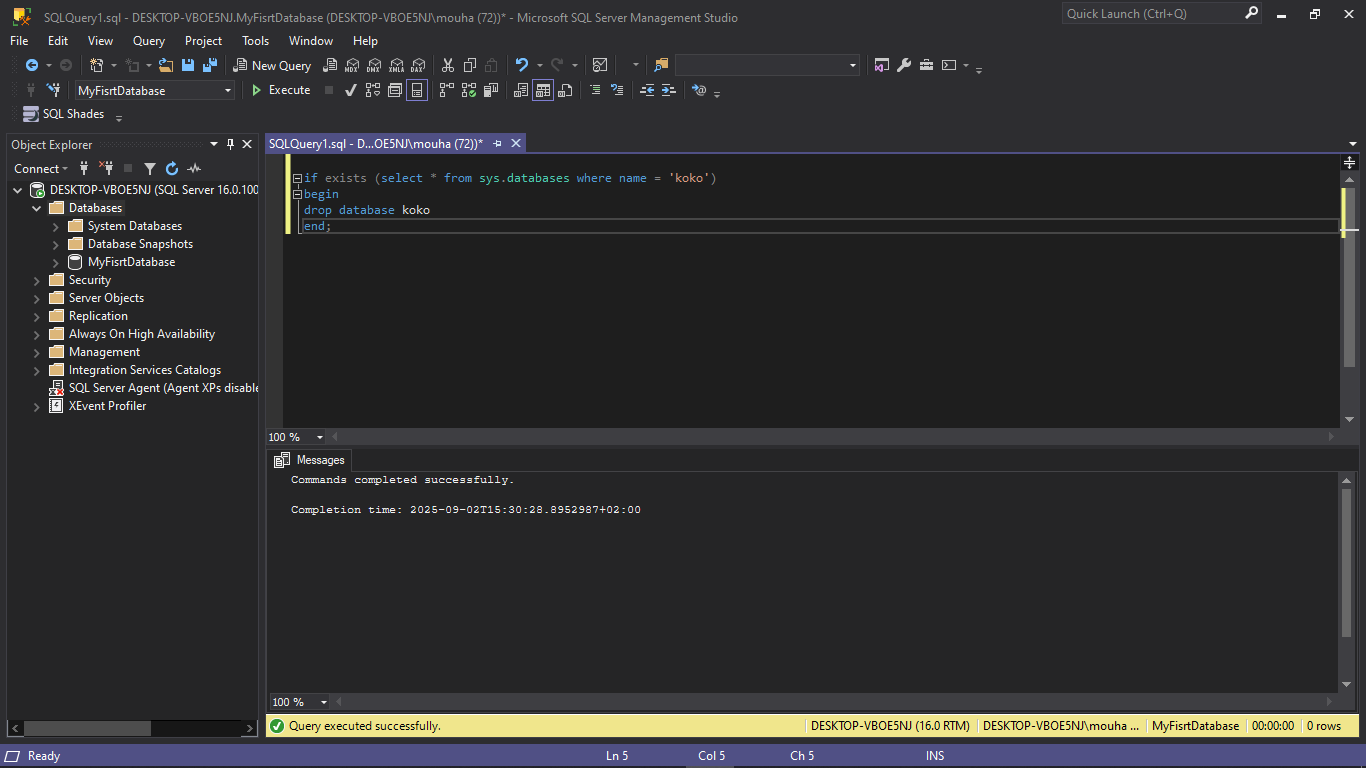 SQLQuery1.sql - DESKTOP-VBOE5NJ.MyFisrtDatabase (DESKTOP-VBOE5NJ\mouha (72))* - Microsoft SQL Server Management Studio
Quick Launch (Ctrl+Q)
File Edit View Query Project Tools Window Help
New Query
MDX DMX XMLA DAX
MyFisrtDatabase
Execute
SQL Shades
Object Explorer
Connect
DESKTOP-VBOE5NJ (SQL Server 16.0.100
Databases
System Databases
Database Snapshots
MyFisrtDatabase
Security
Server Objects
Replication
Always On High Availability
Management
Integration Services Catalogs
SQL Server Agent (Agent XPs disable
XEvent Profiler
SQLQuery1.sql - D...OE5NJ\mouha (72))*
if exists (select * from sys.databases where name = 'koko')
begin
drop database koko
end;
100 %
Messages
Commands completed successfully.
Completion time: 2025-09-02T15:30:28.8952987+02:00
100 %
Query executed successfully.
DESKTOP-VBOE5NJ (16.0 RTM)
DESKTOP-VBOE5NJ\mouha ...
MyFisrtDatabase
00:00:00
0 rows
Ready
Ln 5
Col 5
Ch 5
INS